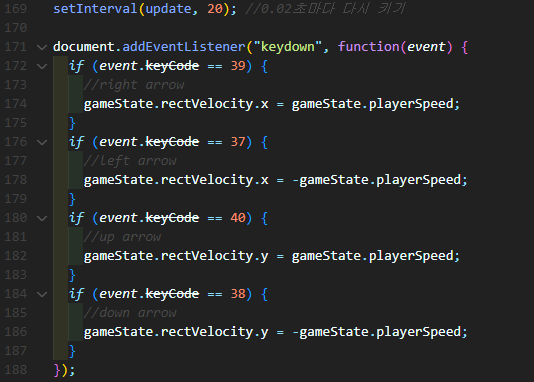 169 setInterval(update, 20); //0.02초마다 다시 키기
170
171 document.addEventListener("keydown", function(event) {
172 if (event.keyCode == 39) {
173 //right arrow
174 gameState.rectVelocity.x = gameState.playerSpeed;
175 }
176 if (event.keyCode == 37) {
177 //left arrow
178 gameState.rectVelocity.x = -gameState.playerSpeed;
179 }
180 if (event.keyCode == 40) {
181 //up arrow
182 gameState.rectVelocity.y = gameState.playerSpeed;
183 }
184 if (event.keyCode == 38) {
185 //down arrow
186 gameState.rectVelocity.y = -gameState.playerSpeed;
187 }
188 });